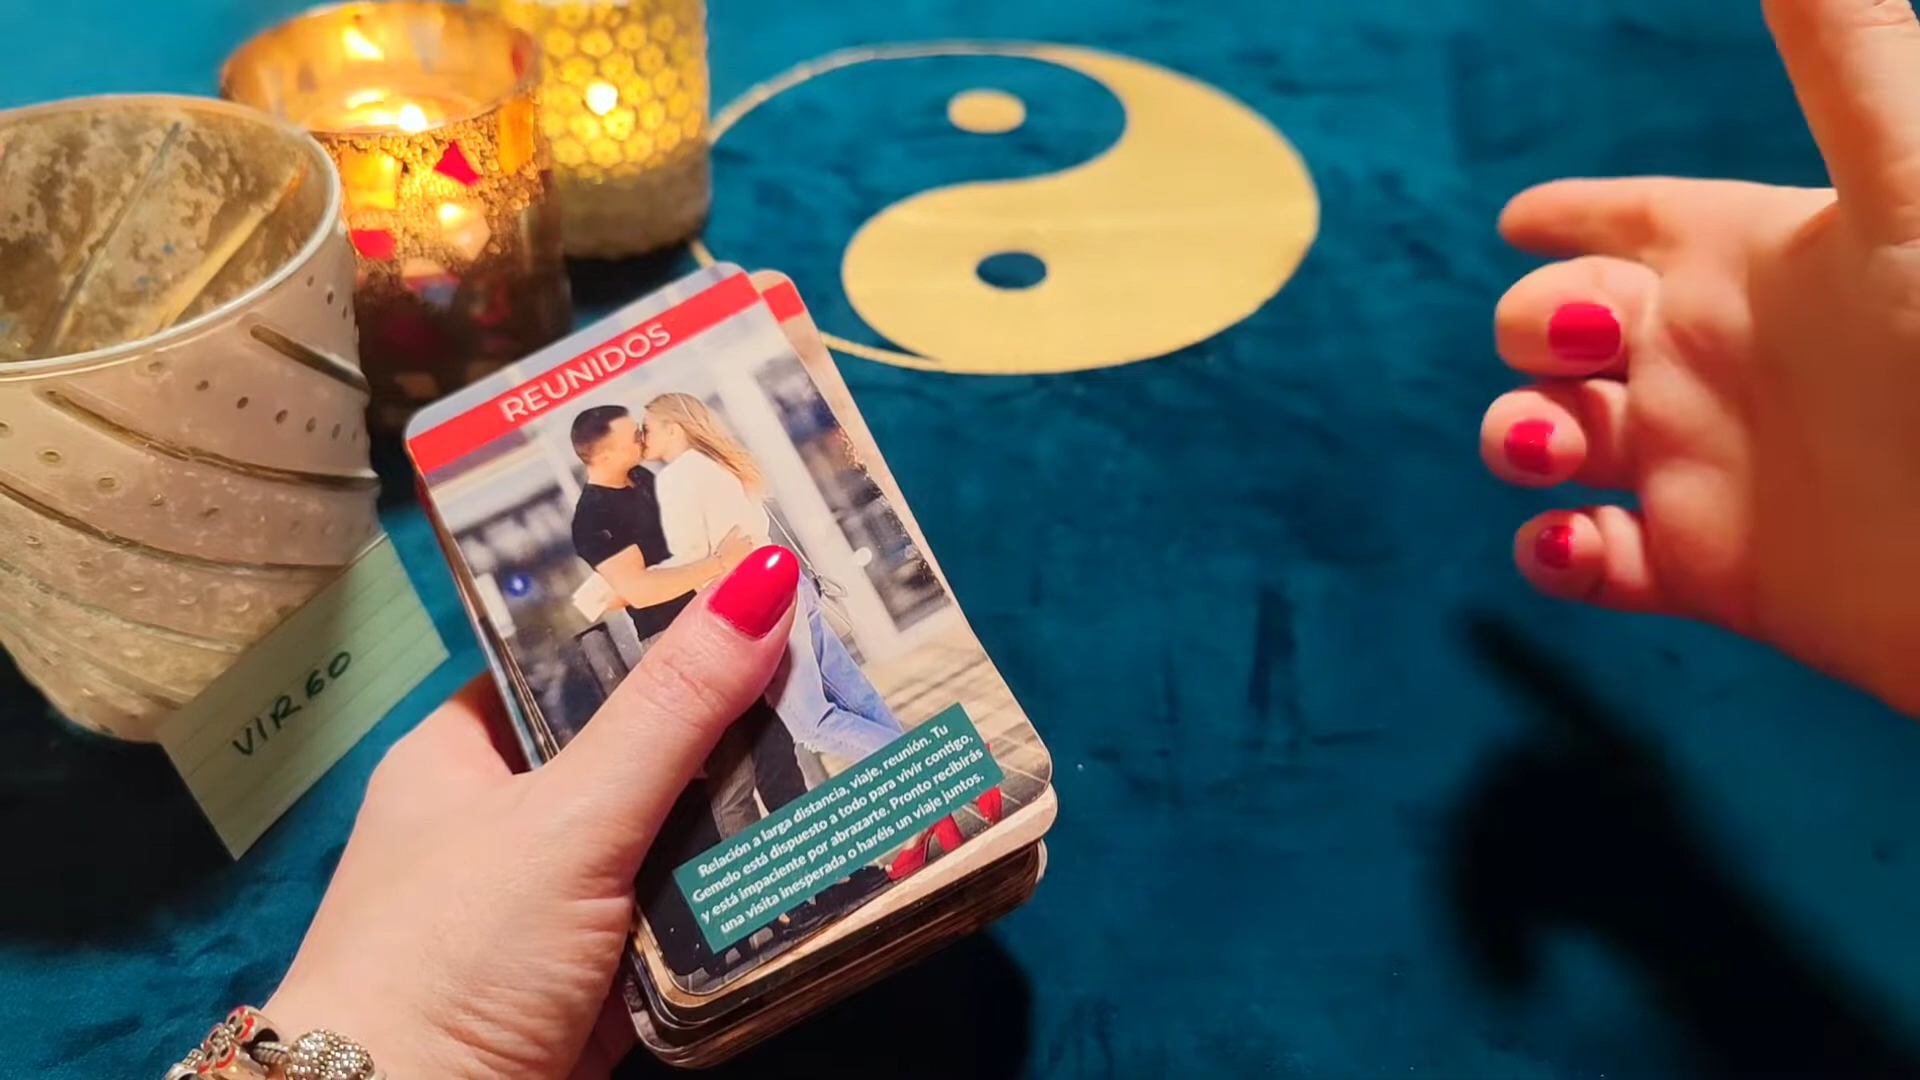 REUNIDOS
Relación a larga distancia, viaje, reunión. Tu
Gemelo está dispuesto a todo para vivir contigo,
y está impaciente por abrazarte. Pronto recibirás
una visita inesperada o haréis un viaje juntos.
VIRGO